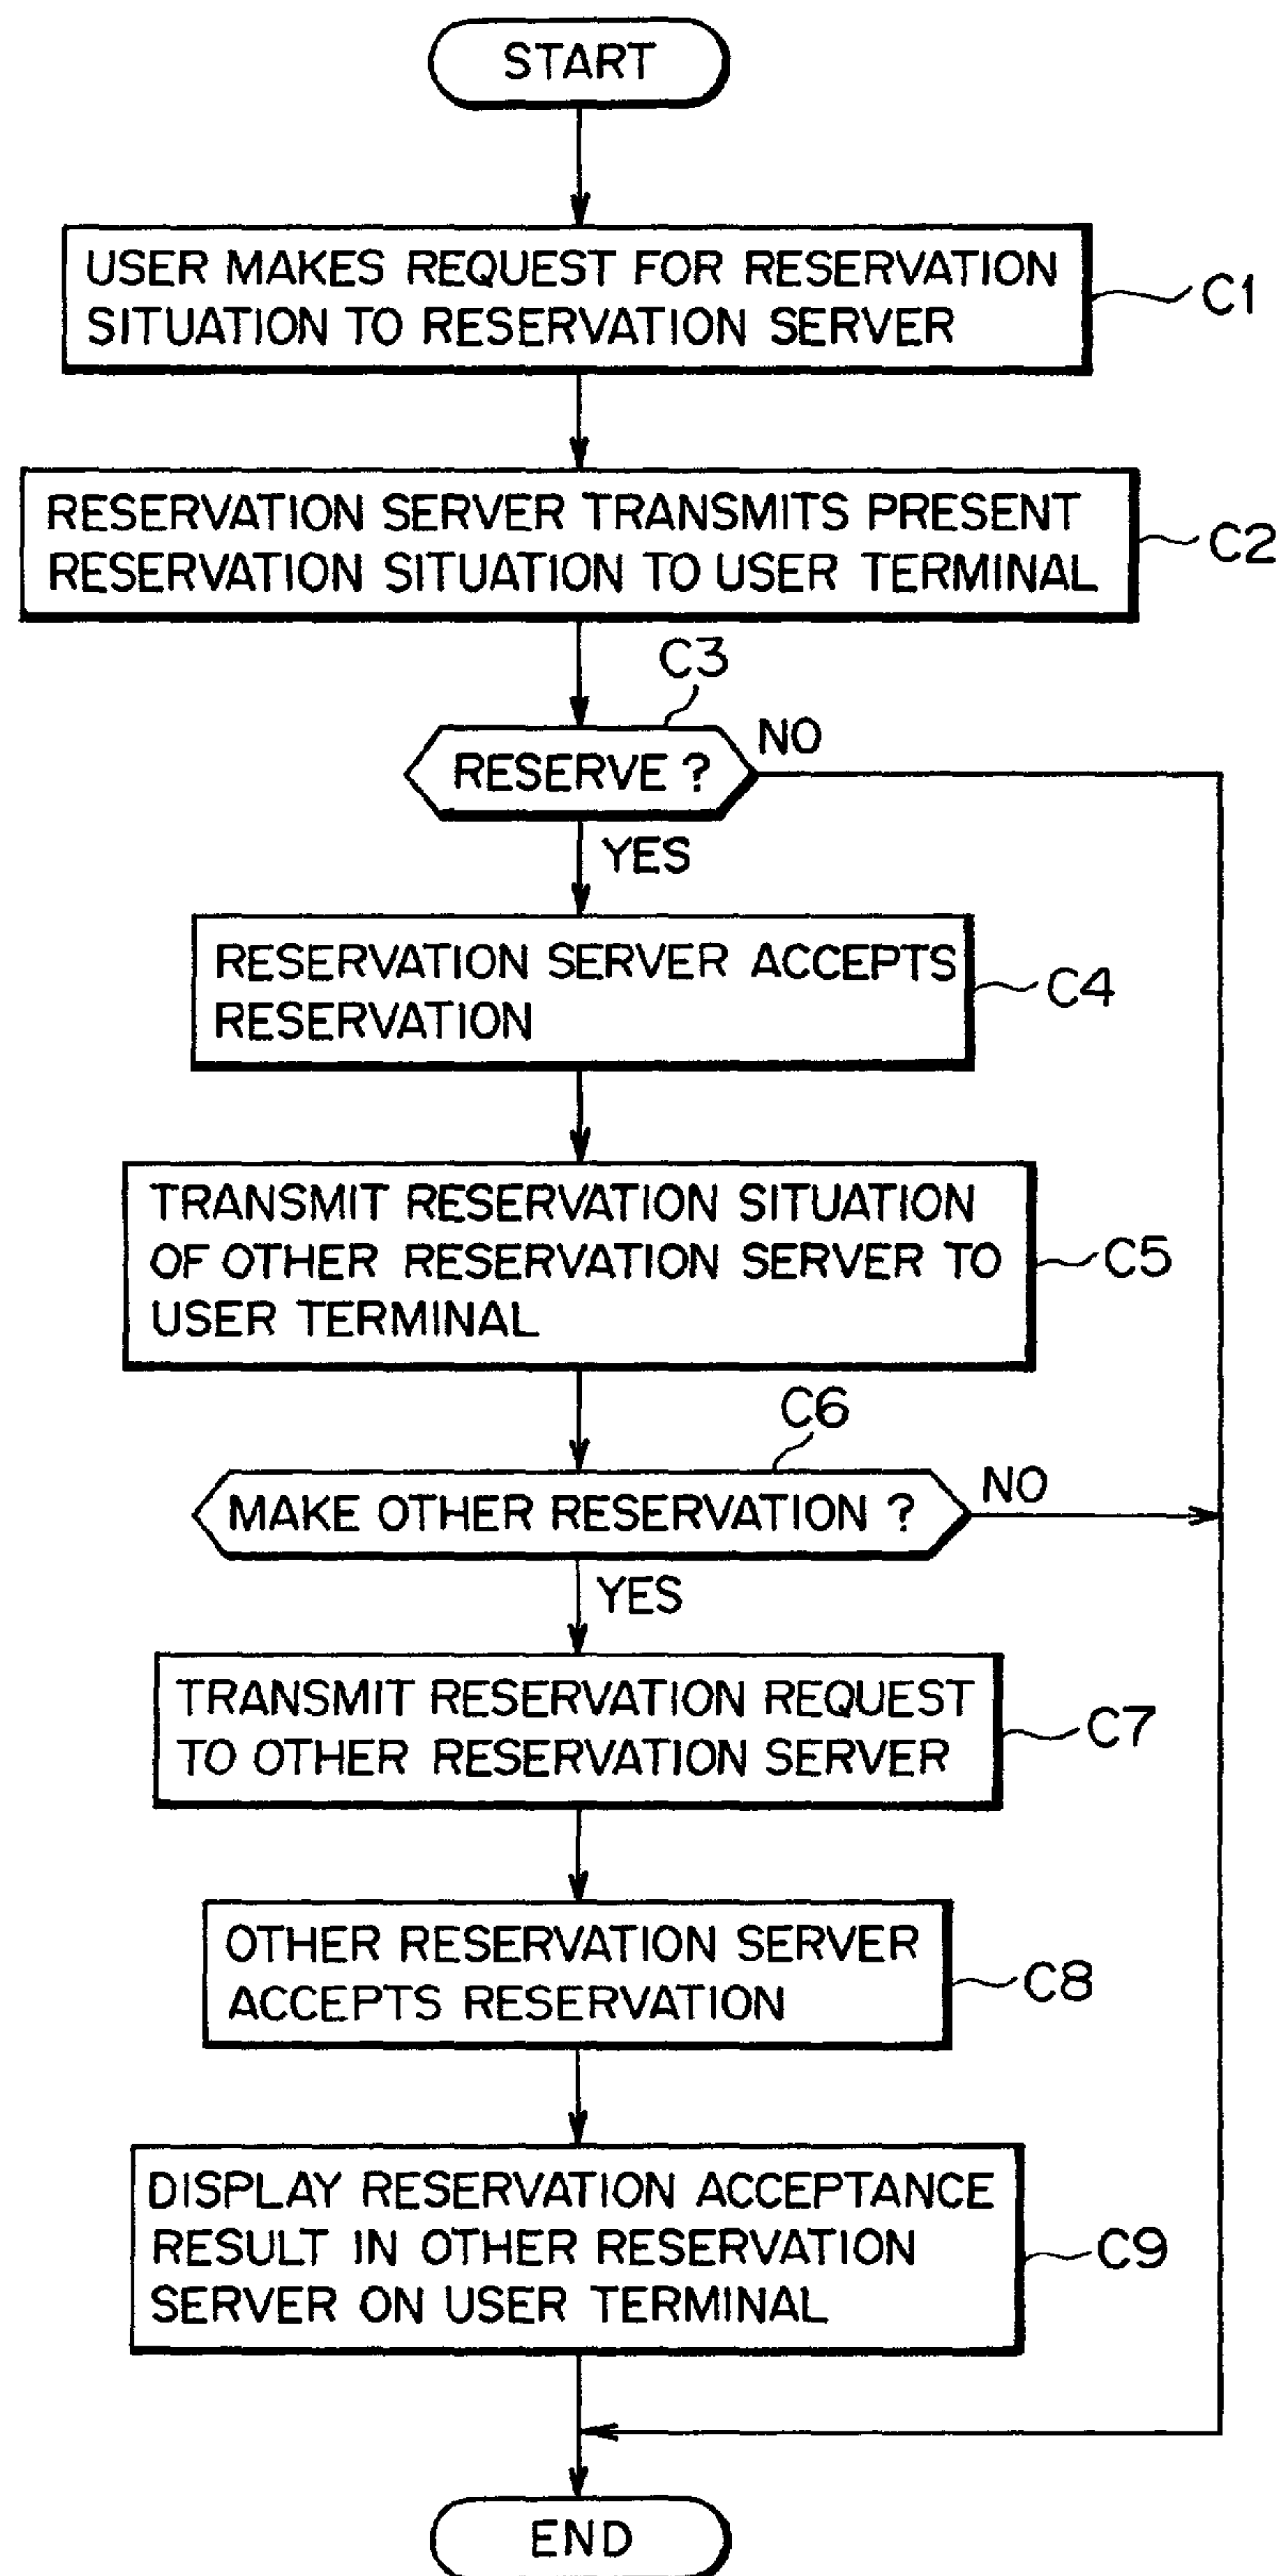 START
USER MAKES REQUEST FOR RESERVATION
SITUATION TO RESERVATION SERVER
C1
RESERVATION SERVER TRANSMITS PRESENT
RESERVATION SITUATION TO USER TERMINAL
C2
C3
RESERVE ?
NO
YES
RESERVATION SERVER ACCEPTS
RESERVATION
C4
TRANSMIT RESERVATION SITUATION
OF OTHER RESERVATION SERVER TO
USER TERMINAL
C5
C6
MAKE OTHER RESERVATION ?
NO
YES
TRANSMIT RESERVATION REQUEST
TO OTHER RESERVATION SERVER
C7
OTHER RESERVATION SERVER
ACCEPTS RESERVATION
C8
DISPLAY RESERVATION ACCEPTANCE
RESULT IN OTHER RESERVATION
SERVER ON USER TERMINAL
C9
END